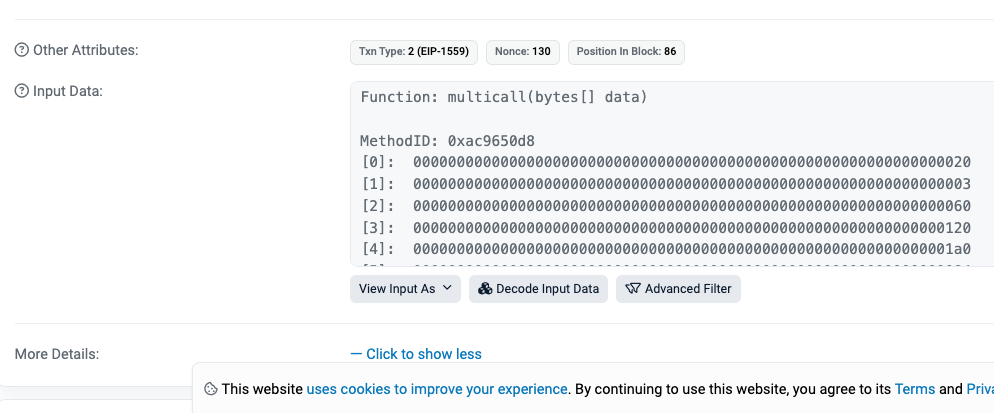 Other Attributes:
Txn Type: 2 (EIP-1559) Nonce: 130 Position In Block: 86
Input Data:
Function: multicall(bytes[] data)
MethodID: 0xac9650d8
[0]: 0000000000000000000000000000000000000000000000000000000000000020
[1]: 0000000000000000000000000000000000000000000000000000000000000003
[2]: 0000000000000000000000000000000000000000000000000000000000000060
[3]: 0000000000000000000000000000000000000000000000000000000000000120
[4]: 00000000000000000000000000000000000000000000000000000000000001a0
View Input As Decode Input Data Advanced Filter
More Details:
— Click to show less
This website uses cookies to improve your experience. By continuing to use this website, you agree to its Terms and Priva